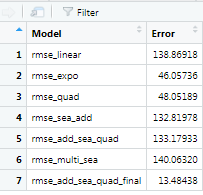 Filter
Model Error
1 rmse_linear 138.86918
2 rmse_expo 46.05736
3 rmse_quad 48.05189
4 rmse_sea_add 132.81978
5 rmse_add_sea_quad 133.17933
6 rmse_multi_sea 140.06320
7 rmse_add_sea_quad_final 13.48438